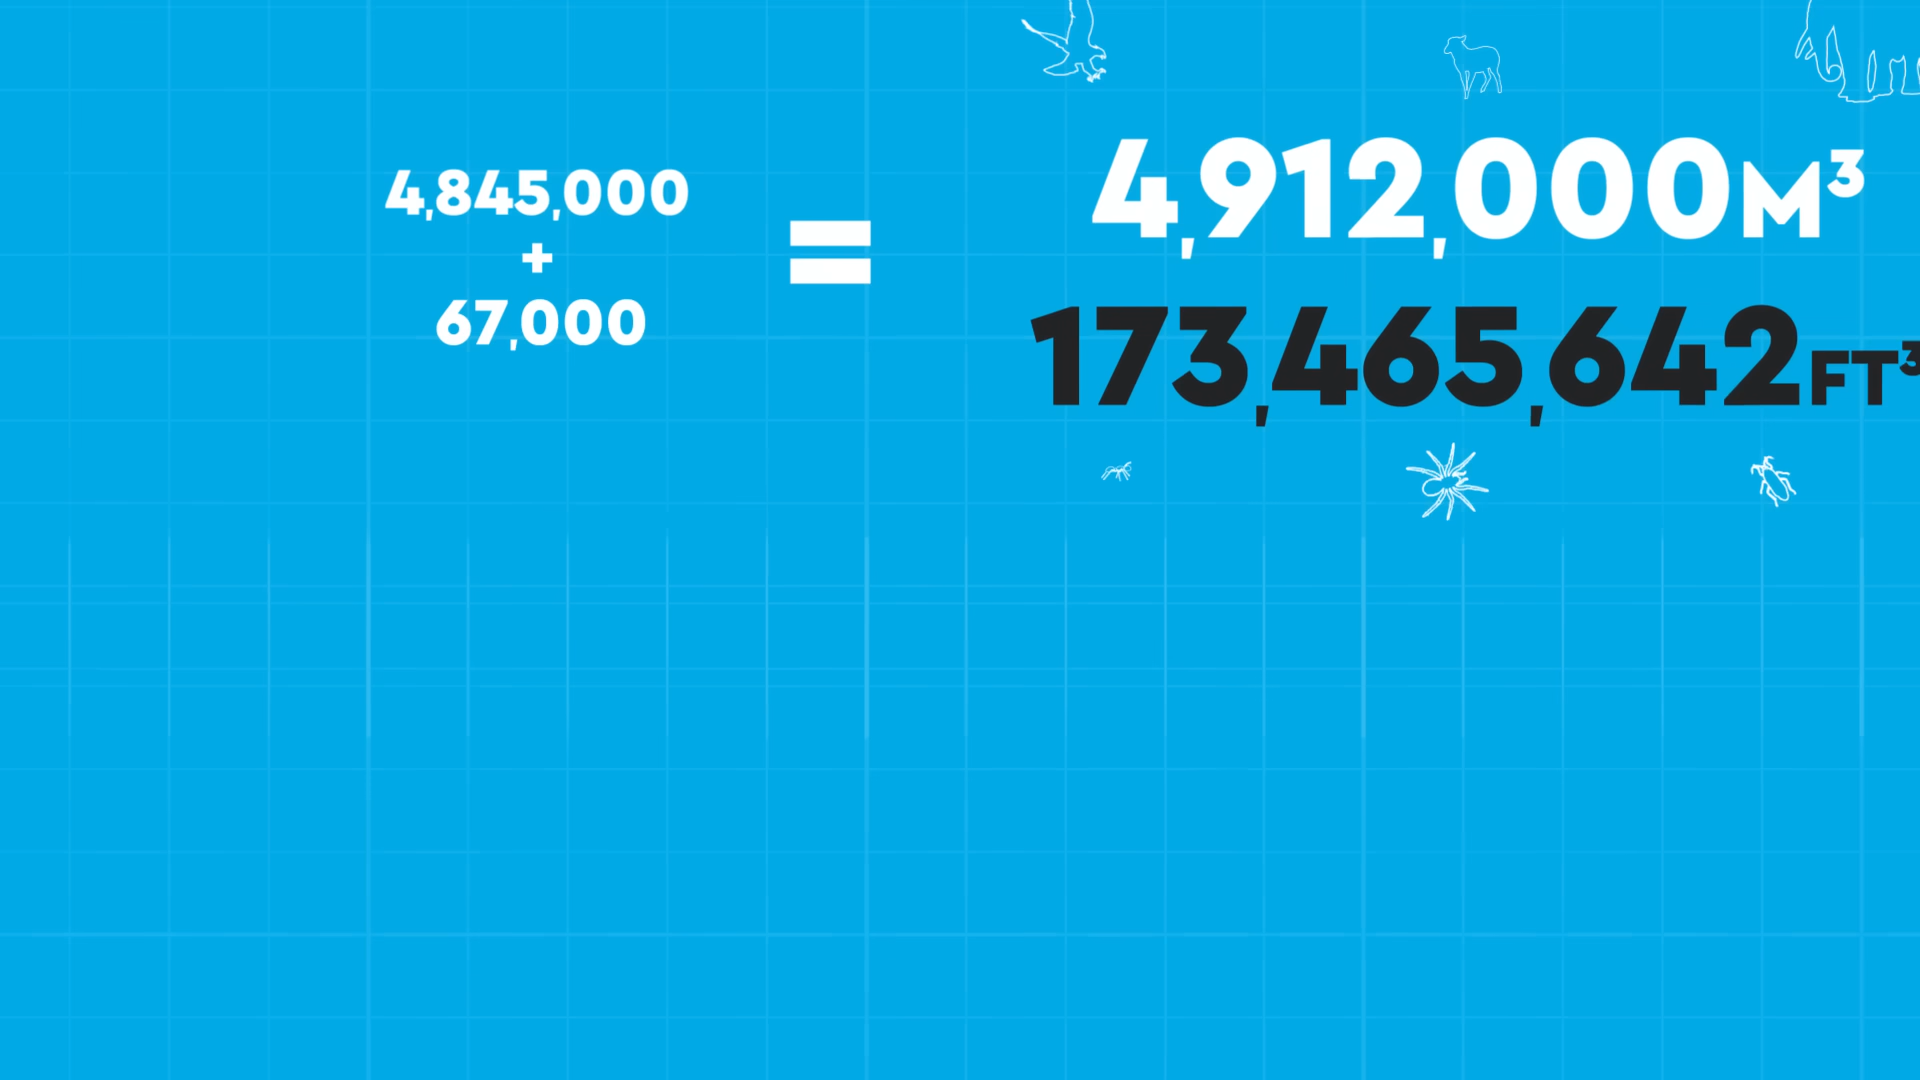 4,845,000
+
67,000
=
4,912,000M³
173,465,642FT³